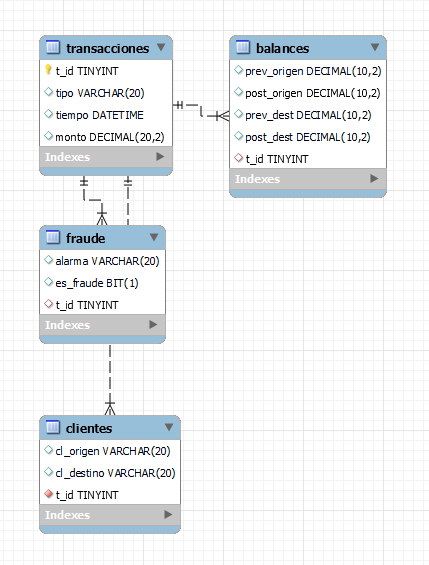 transacciones
t_id TINYINT
tipo VARCHAR(20)
tiempo DATETIME
monto DECIMAL(20,2)
Indexes
balances
prev_origen DECIMAL(10,2)
post_origen DECIMAL(10,2)
prev_dest DECIMAL(10,2)
post_dest DECIMAL(10,2)
t_id TINYINT
Indexes
fraude
alarma VARCHAR(20)
es_fraude BIT(1)
t_id TINYINT
Indexes
clientes
cl_origen VARCHAR(20)
cl_destino VARCHAR(20)
t_id TINYINT
Indexes